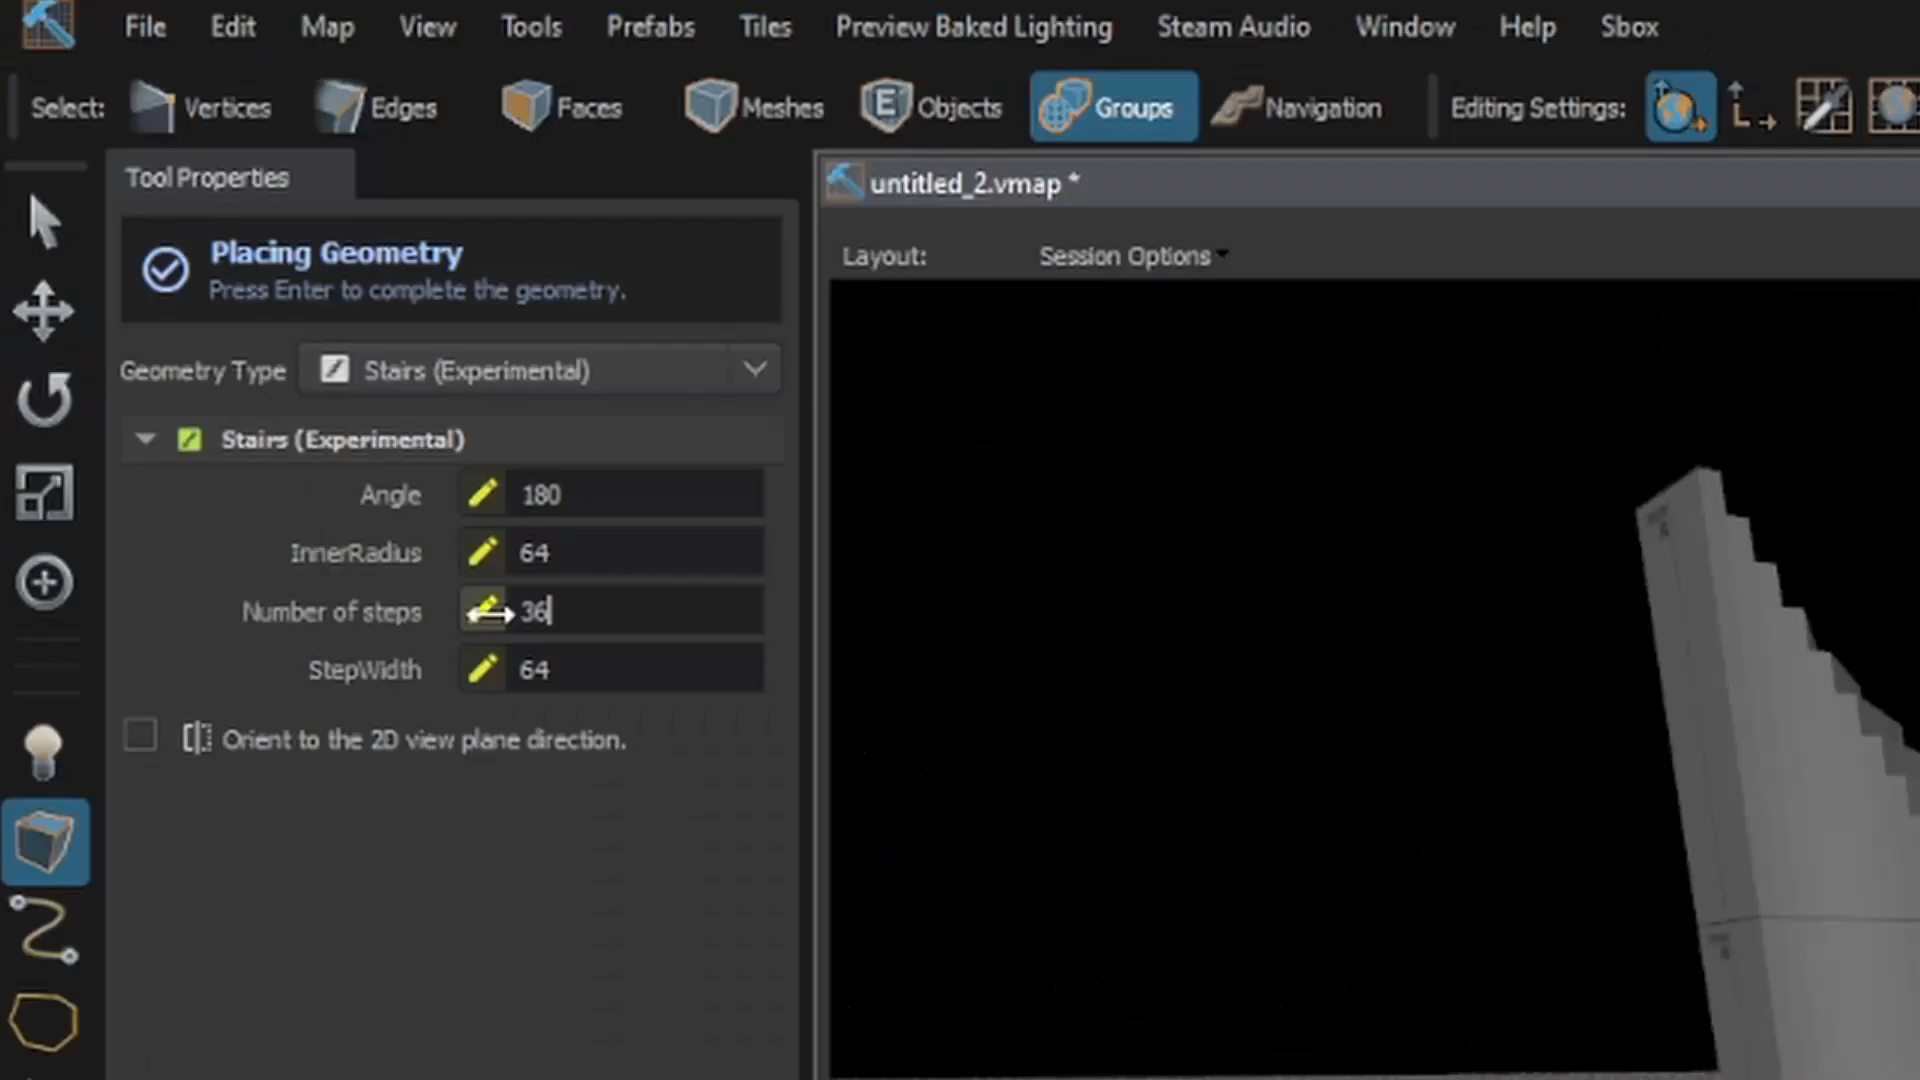 File Edit Map View Tools Prefabs Tiles Preview Baked Lighting Steam Audio Window Help Sbox
Select: Vertices Edges Faces Meshes E Objects Groups Navigation Editing Settings:
Tool Properties
untitled_2.vmap *
Placing Geometry
Press Enter to complete the geometry.
Layout: Session Options
Geometry Type Stairs (Experimental)
Stairs (Experimental)
Angle 180
InnerRadius 64
Number of steps 36
StepWidth 64
Orient to the 2D view plane direction.